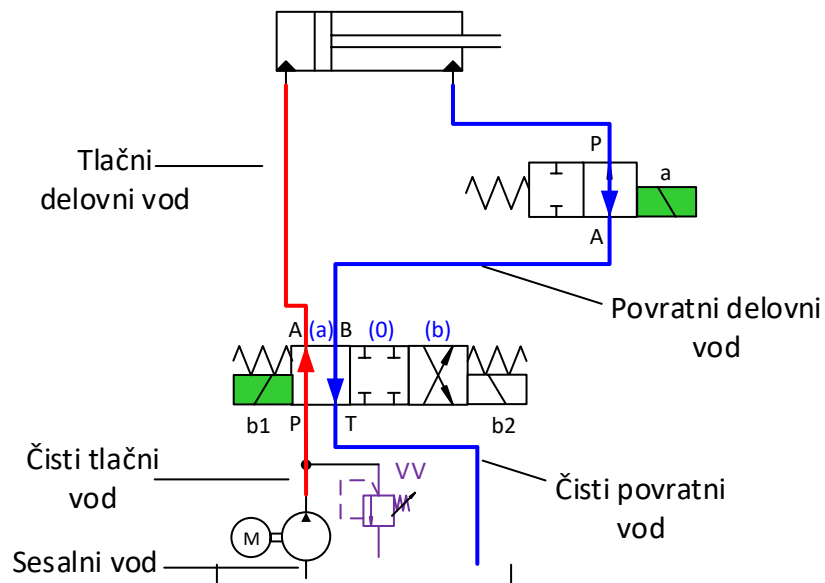 Tlačni
delovni vod
P
a
A
Povratni delovni
vod
A (a) B (0) (b)
b1 P T b2
Čisti tlačni
vod
VV
Čisti povratni
vod
M
Sesalni vod